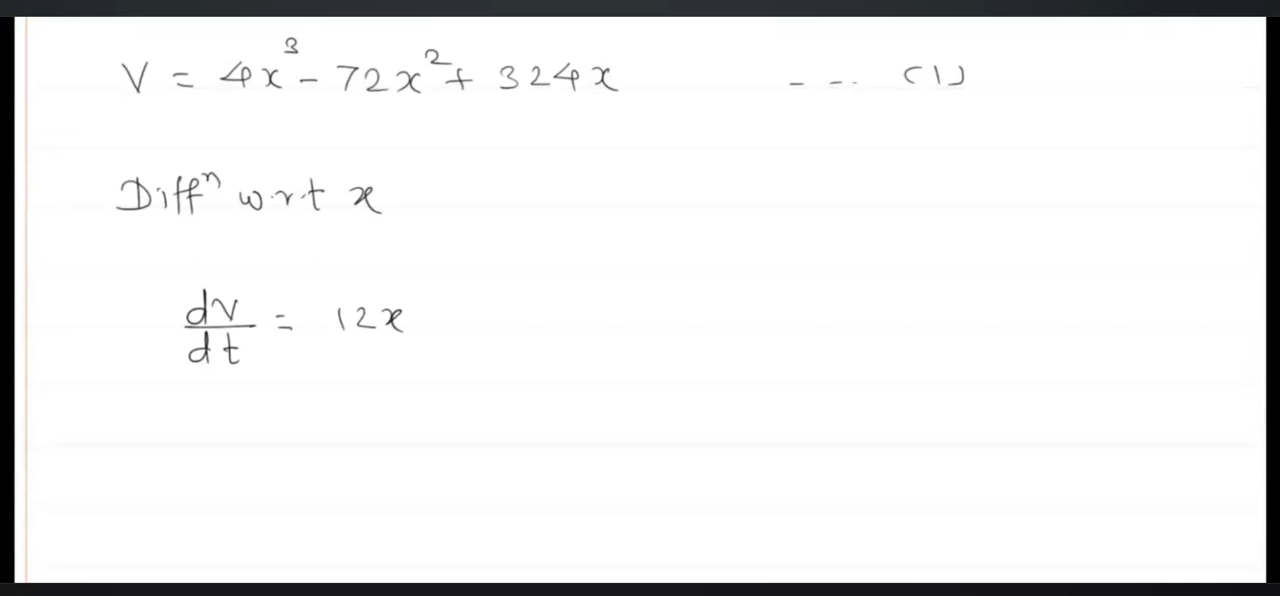 V = 4x³ - 72x² + 324x - - -. (1)
Diffⁿ w.r.t x
dv/dt = 12x